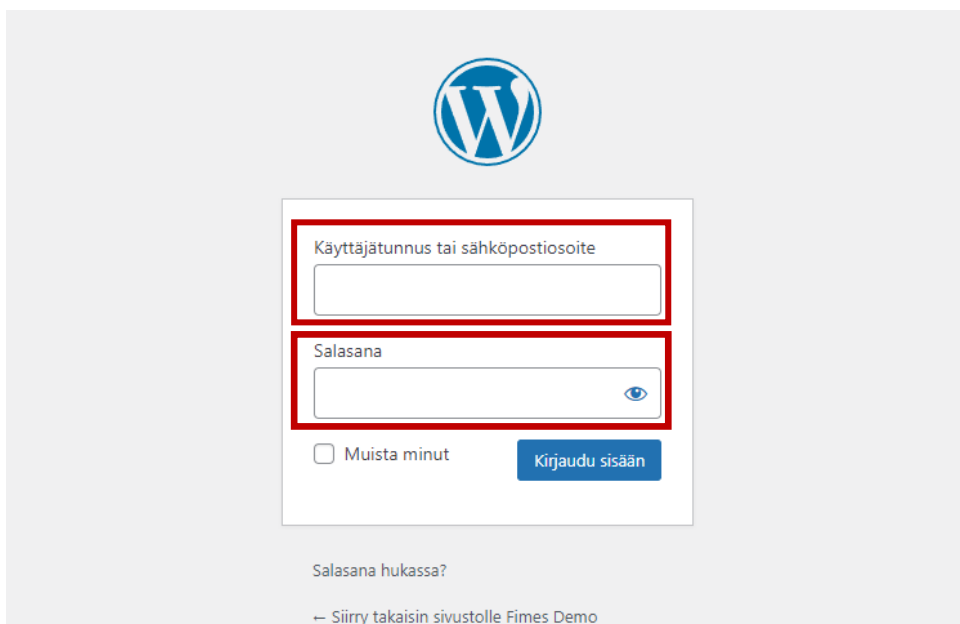 Käyttäjätunnus tai sähköpostiosoite
Salasana
Muista minut
Kirjaudu sisään
Salasana hukassa?
← Siirry takaisin sivustolle Fimes Demo